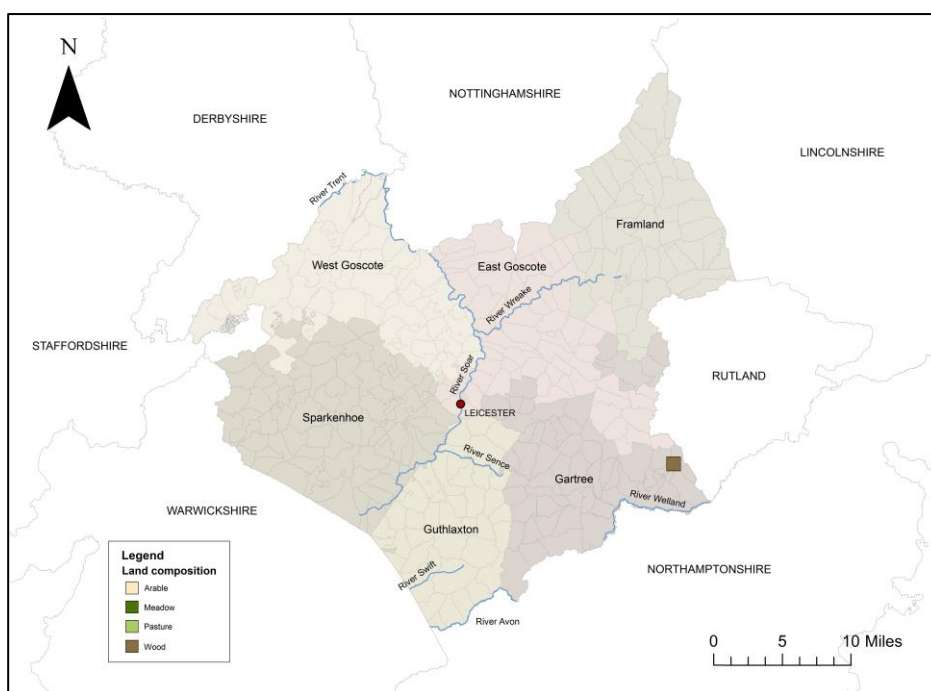 N
NOTTINGHAMSHIRE
DERBYSHIRE
LINCOLNSHIRE
River Trent
Framland
West Goscote
East Goscote
River Wreake
STAFFORDSHIRE
RUTLAND
River Soar
LEICESTER
Sparkenhoe
River Sence
Gartree
River Welland
WARWICKSHIRE
Guthlaxton
NORTHAMPTONSHIRE
River Swift
River Avon
Legend
Land composition
Arable
Meadow
Pasture
Wood
0 5 10 Miles